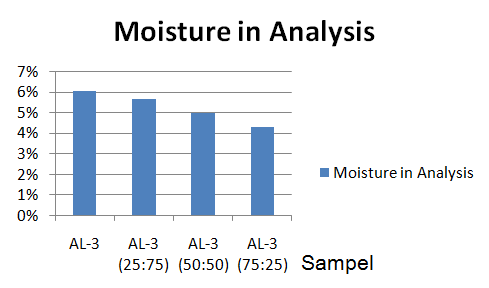 Moisture in Analysis
7%
6%
5%
4%
3%
2%
1%
0%
Moisture in Analysis
AL-3 AL-3 AL-3 AL-3
(25:75) (50:50) (75:25) Sampel